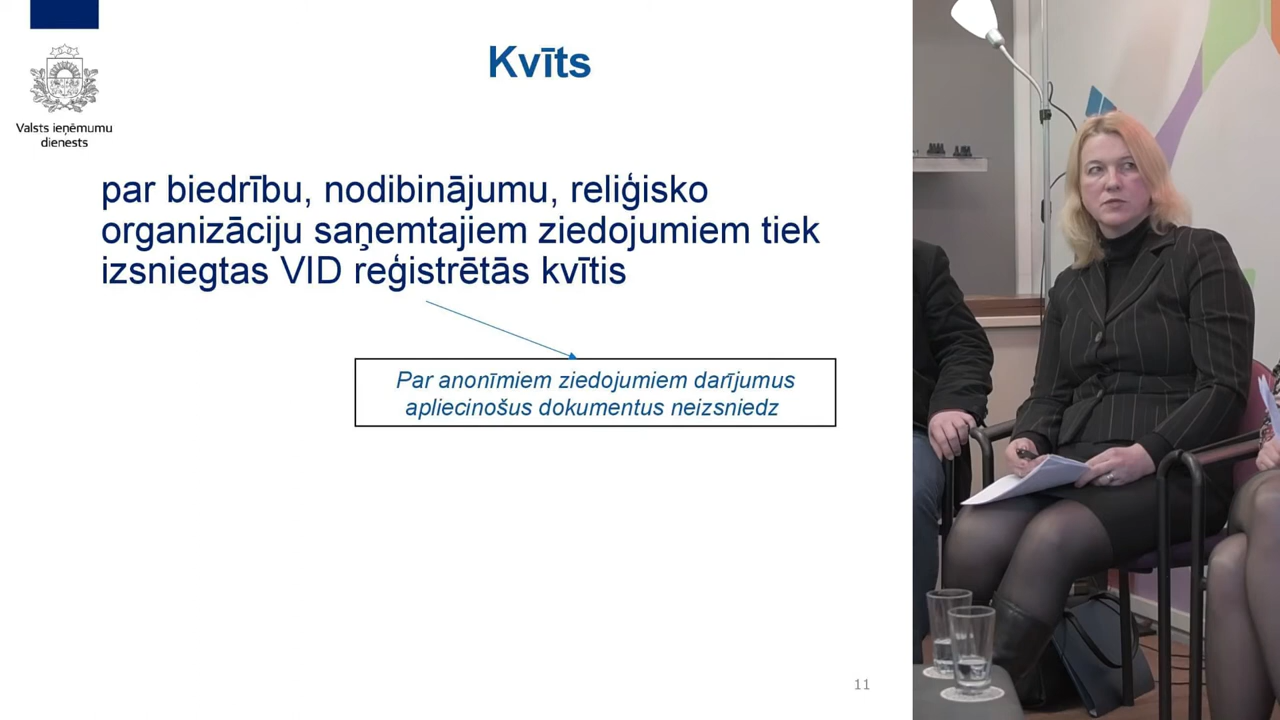 Valsts ieņēmumu
dienests
Kvīts
par biedrību, nodibinājumu, reliģisko
organizāciju saņemtajiem ziedojumiem tiek
izsniegtas VID reģistrētās kvītis
Par anonīmiem ziedojumiem darījumus
apliecinošus dokumentus neizsniedz
11